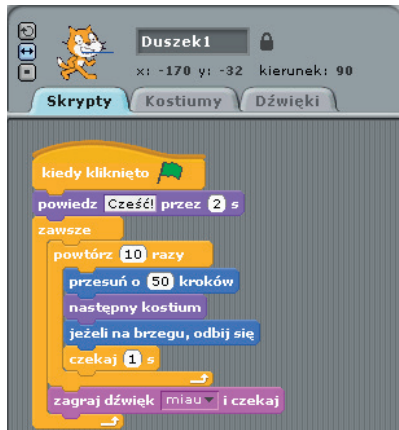 Duszek1
x: -170 y: -32 kierunek: 90
Skrypty Kostiumy Dźwięki
kiedy kliknięto
powiedz Cześć! przez 2 s
zawsze
powtórz 10 razy
przesuń o 50 kroków
następny kostium
jeżeli na brzegu, odbij się
czekaj 1 s
zagraj dźwięk miau i czekaj